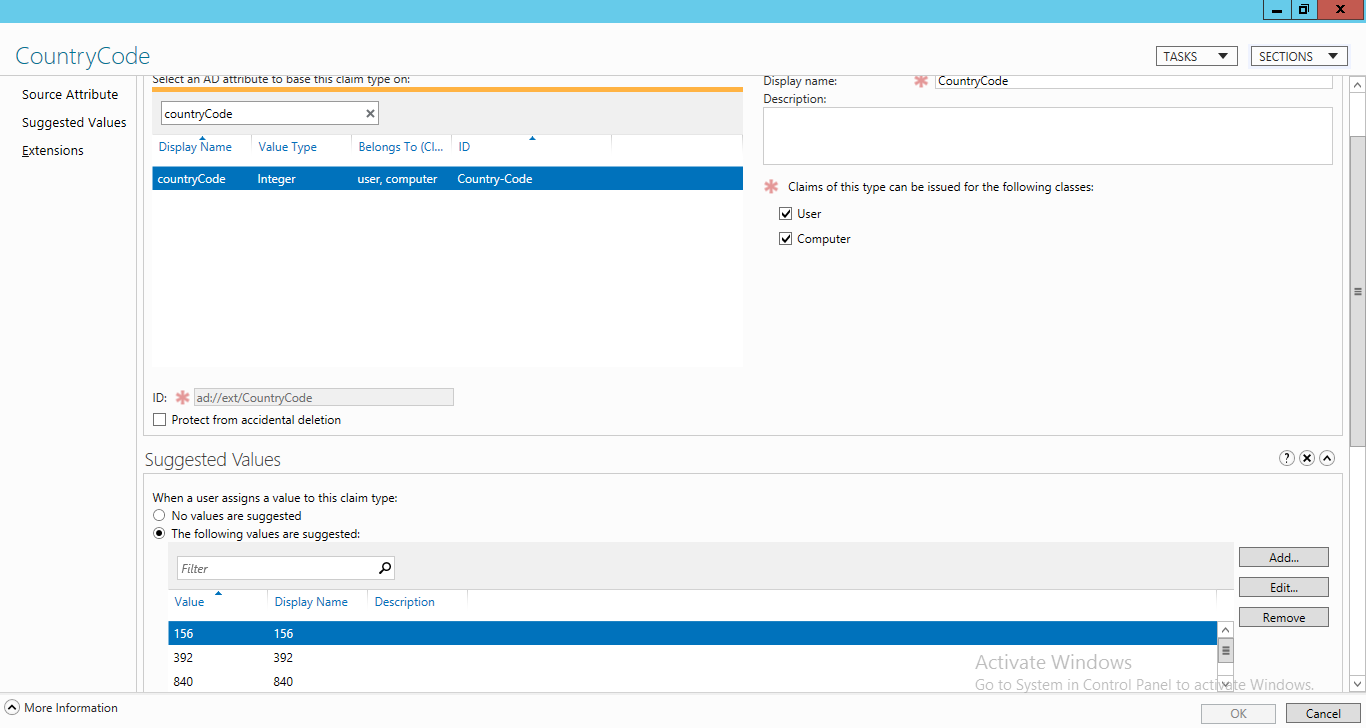 CountryCode
TASKS
SECTIONS
Source Attribute
Suggested Values
Extensions
Select an AD attribute to base this claim type on:
countryCode
Display Name Value Type Belongs To (Cl... ID
countryCode Integer user, computer Country-Code
ID: * ad://ext/CountryCode
Protect from accidental deletion
Display name: * CountryCode
Description:
* Claims of this type can be issued for the following classes:
User
Computer
Suggested Values
?
When a user assigns a value to this claim type:
No values are suggested
The following values are suggested:
Filter
Value Display Name Description
156 156
392 392
840 840
Add...
Edit...
Remove
Activate Windows
Go to System in Control Panel to activate Windows.
More Information
OK
Cancel